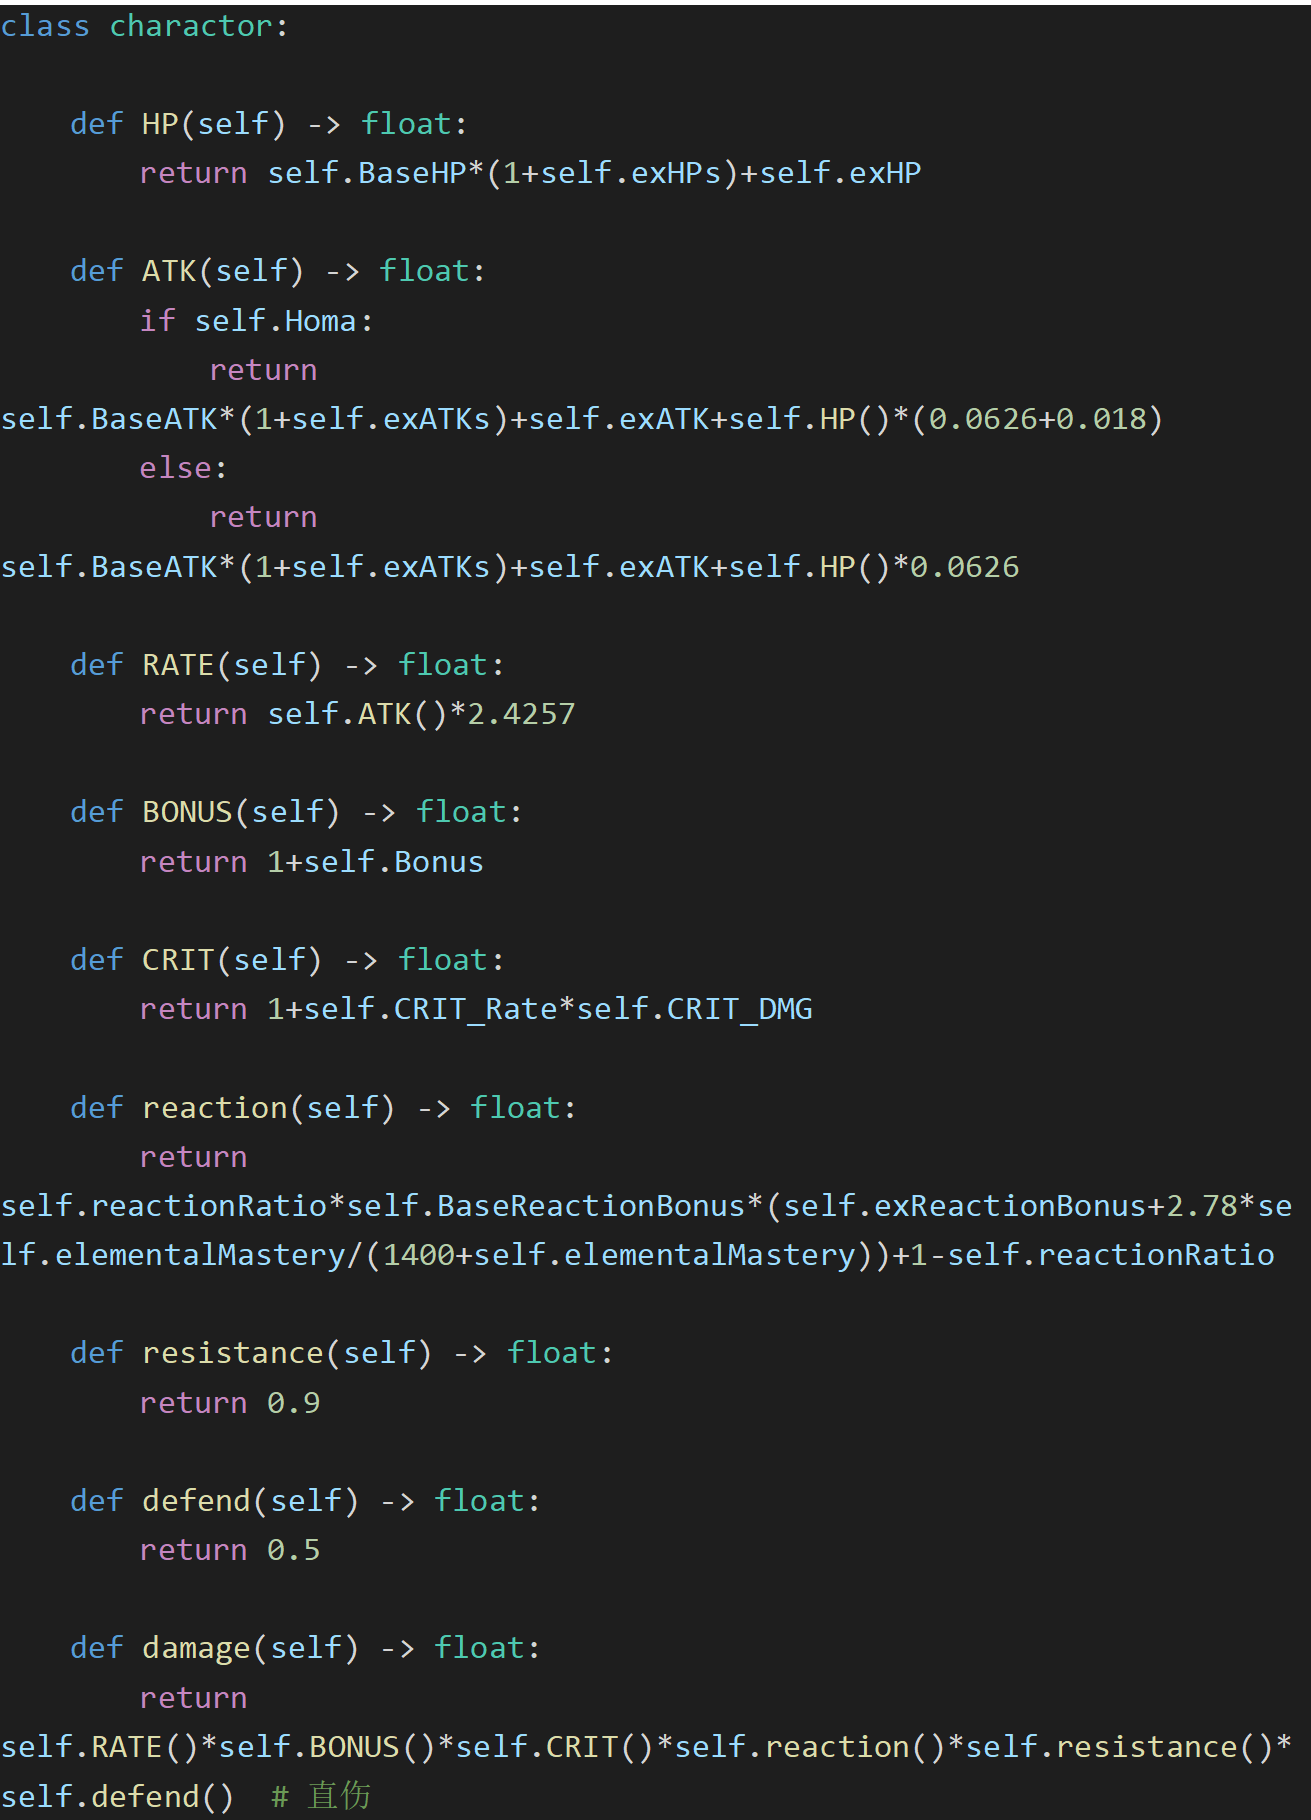 class charactor:
    def HP(self) -> float:
        return self.BaseHP*(1+self.exHPs)+self.exHP
    def ATK(self) -> float:
        if self.Homa:
            return
self.BaseATK*(1+self.exATKs)+self.exATK+self.HP()*(0.0626+0.018)
        else:
            return
self.BaseATK*(1+self.exATKs)+self.exATK+self.HP()*0.0626
    def RATE(self) -> float:
        return self.ATK()*2.4257
    def BONUS(self) -> float:
        return 1+self.Bonus
    def CRIT(self) -> float:
        return 1+self.CRIT_Rate*self.CRIT_DMG
    def reaction(self) -> float:
        return
self.reactionRatio*self.BaseReactionBonus*(self.exReactionBonus+2.78*se
lf.elementalMastery/(1400+self.elementalMastery))+1-self.reactionRatio
    def resistance(self) -> float:
        return 0.9
    def defend(self) -> float:
        return 0.5
    def damage(self) -> float:
        return
self.RATE()*self.BONUS()*self.CRIT()*self.reaction()*self.resistance()*
self.defend()  # 直伤